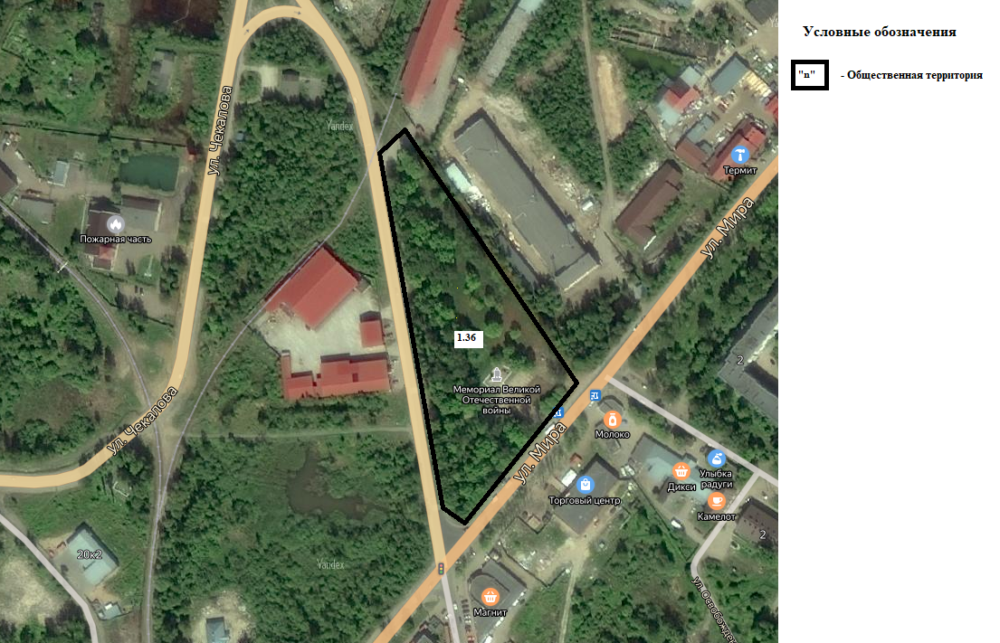 Условные обозначения
"n"
- Общественная территория
Yandex
ул. Чекалова
Термит
ул. Мира
Пожарная часть
1.36
2
Мемориал Великой
Отечественной
войны
ул. Чекалова
ул. Мира
Молоко
Улыбка
радуги
Дикси
Торговый центр
Камелот
2
20к2
Yandex
Магнит